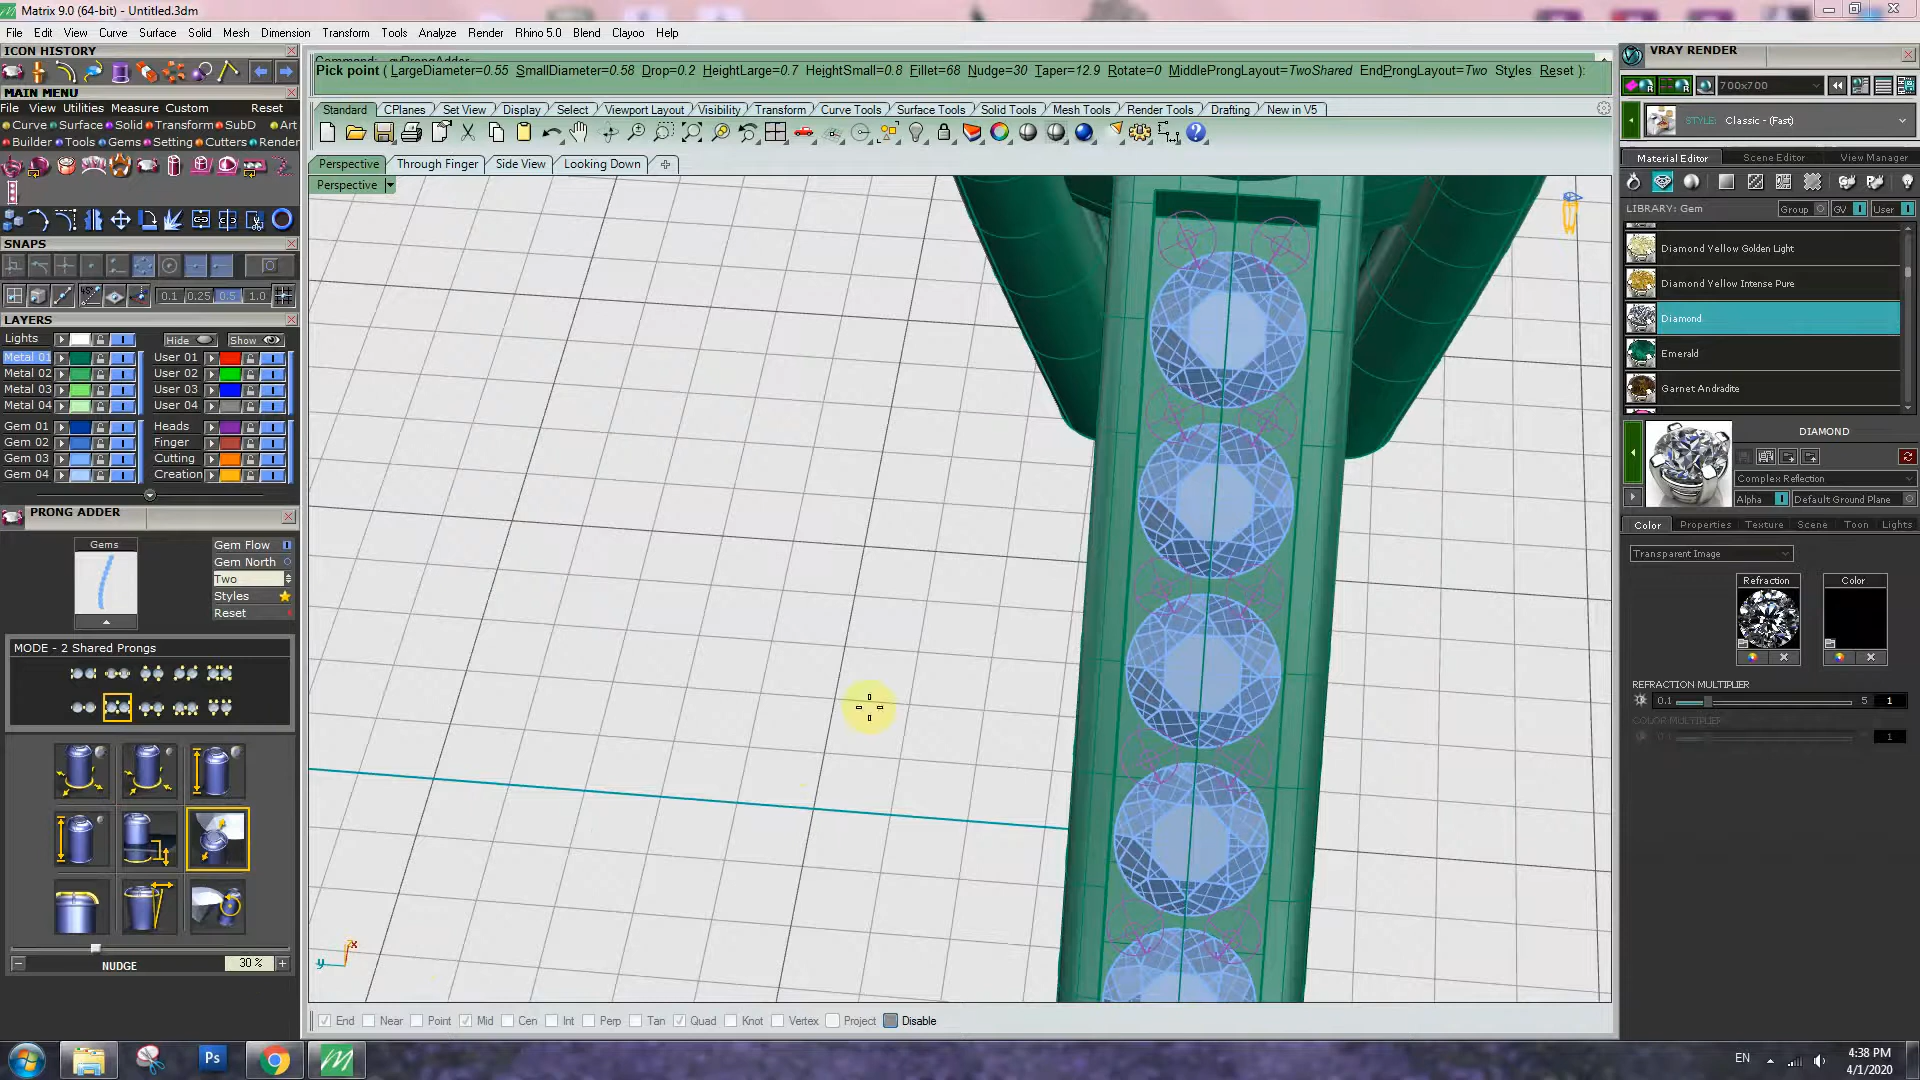 Matrix 9.0 (64-bit) - Untitled.3dm
File Edit View Curve Surface Solid Mesh Dimension Transform Tools Analyze Render Rhino 5.0 Blend Clayoo Help
ICON HISTORY
MAIN MENU
File View Utilities Measure Custom Reset
Curve Surface Solid Transform SubD Art
Builder Tools Gems Setting Cutters Render
SNAPS
0.1 0.25 0.5 1.0
LAYERS
Lights Hide Show
Metal 01 User 01
Metal 02 User 02
Metal 03 User 03
Metal 04 User 04
Gem 01 Heads
Gem 02 Finger
Gem 03 Cutting
Gem 04 Creation
PRONG ADDER
Gems
Gem Flow
Gem North
Two
Styles
Reset
MODE - 2 Shared Prongs
NUDGE 30 %
Pick point ( LargeDiameter=0.55 SmallDiameter=0.58 Drop=0.2 HeightLarge=0.7 HeightSmall=0.8 Fillet=68 Nudge=30 Taper=12.9 Rotate=0 MiddleProngLayout=TwoShared EndProngLayout=Two Styles Reset ):
Standard CPlanes Set View Display Select Viewport Layout Visibility Transform Curve Tools Surface Tools Solid Tools Mesh Tools Render Tools Drafting New in V5
Perspective Through Finger Side View Looking Down
Perspective
x
y
End Near Point Mid Cen Int Perp Tan Quad Knot Vertex Project Disable
VRAY RENDER
700x700
STYLE: Classic - (Fast)
Material Editor Scene Editor View Manager
LIBRARY: Gem Group GV User
Diamond Yellow Golden Light
Diamond Yellow Intense Pure
Diamond
Emerald
Garnet Andradite
DIAMOND
Complex Reflection
Alpha Default Ground Plane
Color Properties Texture Scene Toon Lights
Transparent Image
Refraction Color
REFRACTION MULTIPLIER
0.1 5 1
COLOR MULTIPLIER
0.1 5 1
Ps
EN
4:38 PM
4/1/2020